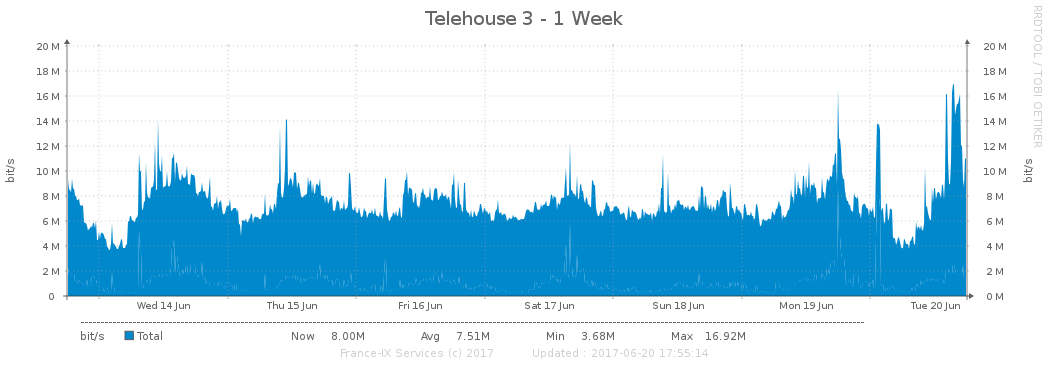 Telehouse 3 - 1 Week
RRDTOOL / TOBI OETIKER
bit/s
bit/s
20 M 20 M
18 M 18 M
16 M 16 M
14 M 14 M
12 M 12 M
10 M 10 M
8 M 8 M
6 M 6 M
4 M 4 M
2 M 2 M
0 0 M
Wed 14 Jun Thu 15 Jun Fri 16 Jun Sat 17 Jun Sun 18 Jun Mon 19 Jun Tue 20 Jun
bit/s Total Now 8.00M Avg 7.51M Min 3.68M Max 16.92M
France-IX Services (c) 2017 Updated : 2017-06-20 17:55:14